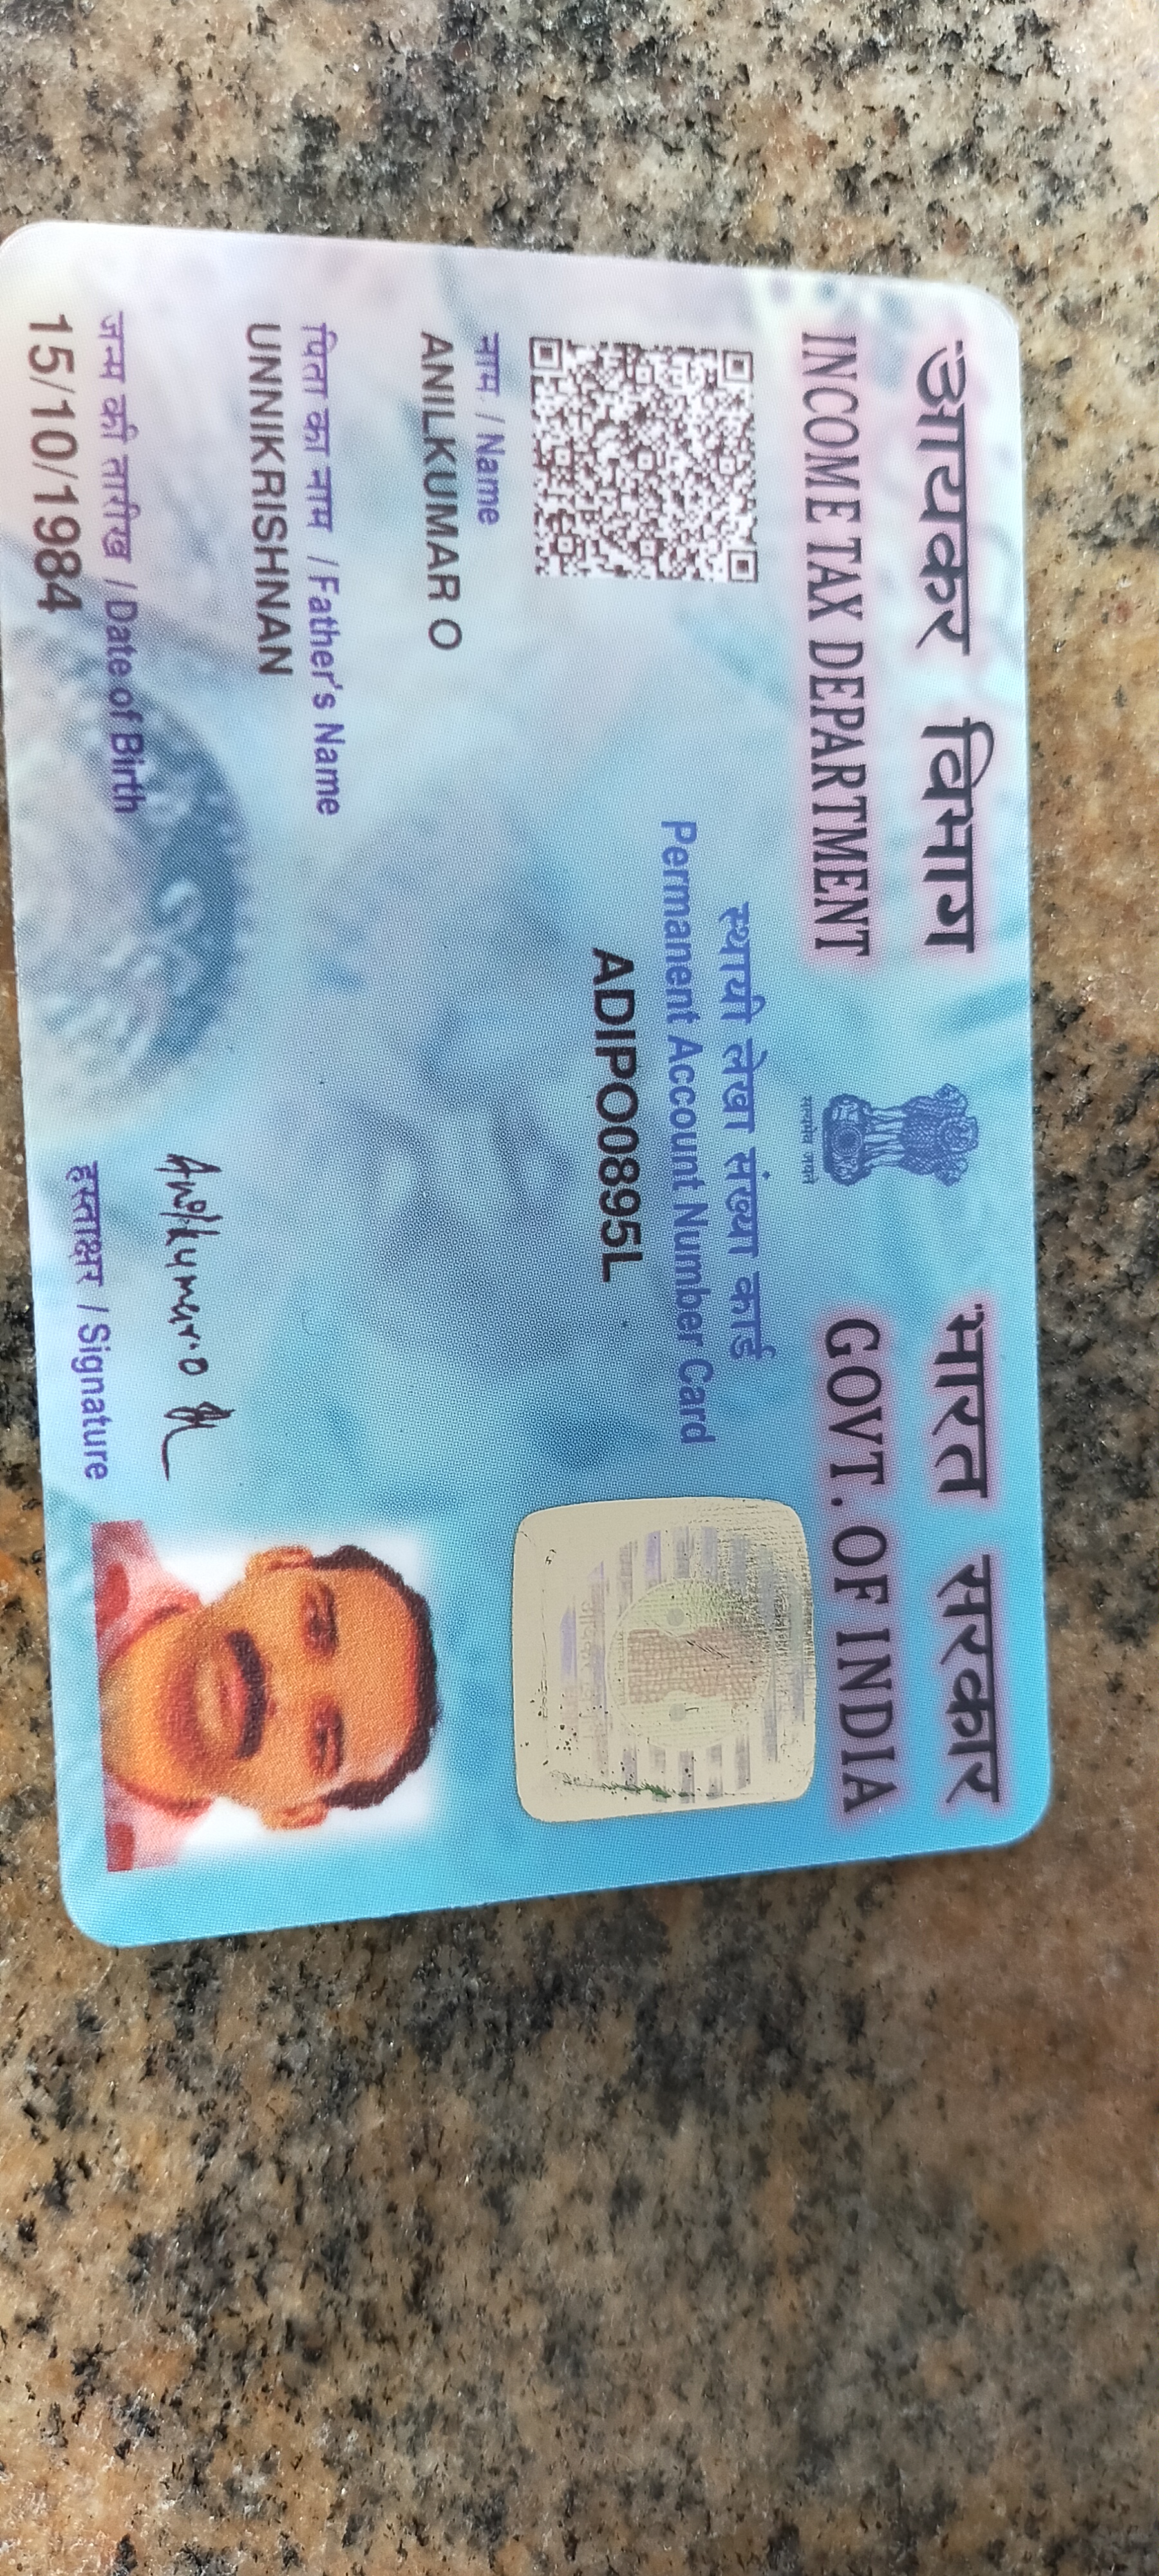 आयकर विभाग
INCOME TAX DEPARTMENT
सत्यमेव जयते
भारत सरकार
GOVT. OF INDIA
स्थायी लेखा संख्या कार्ड
Permanent Account Number Card
ADIPO0895L
नाम / Name
ANILKUMAR O
पिता का नाम / Father's Name
UNNIKRISHNAN
जन्म की तारीख / Date of Birth
15/10/1984
Anilkumar.o
हस्ताक्षर / Signature